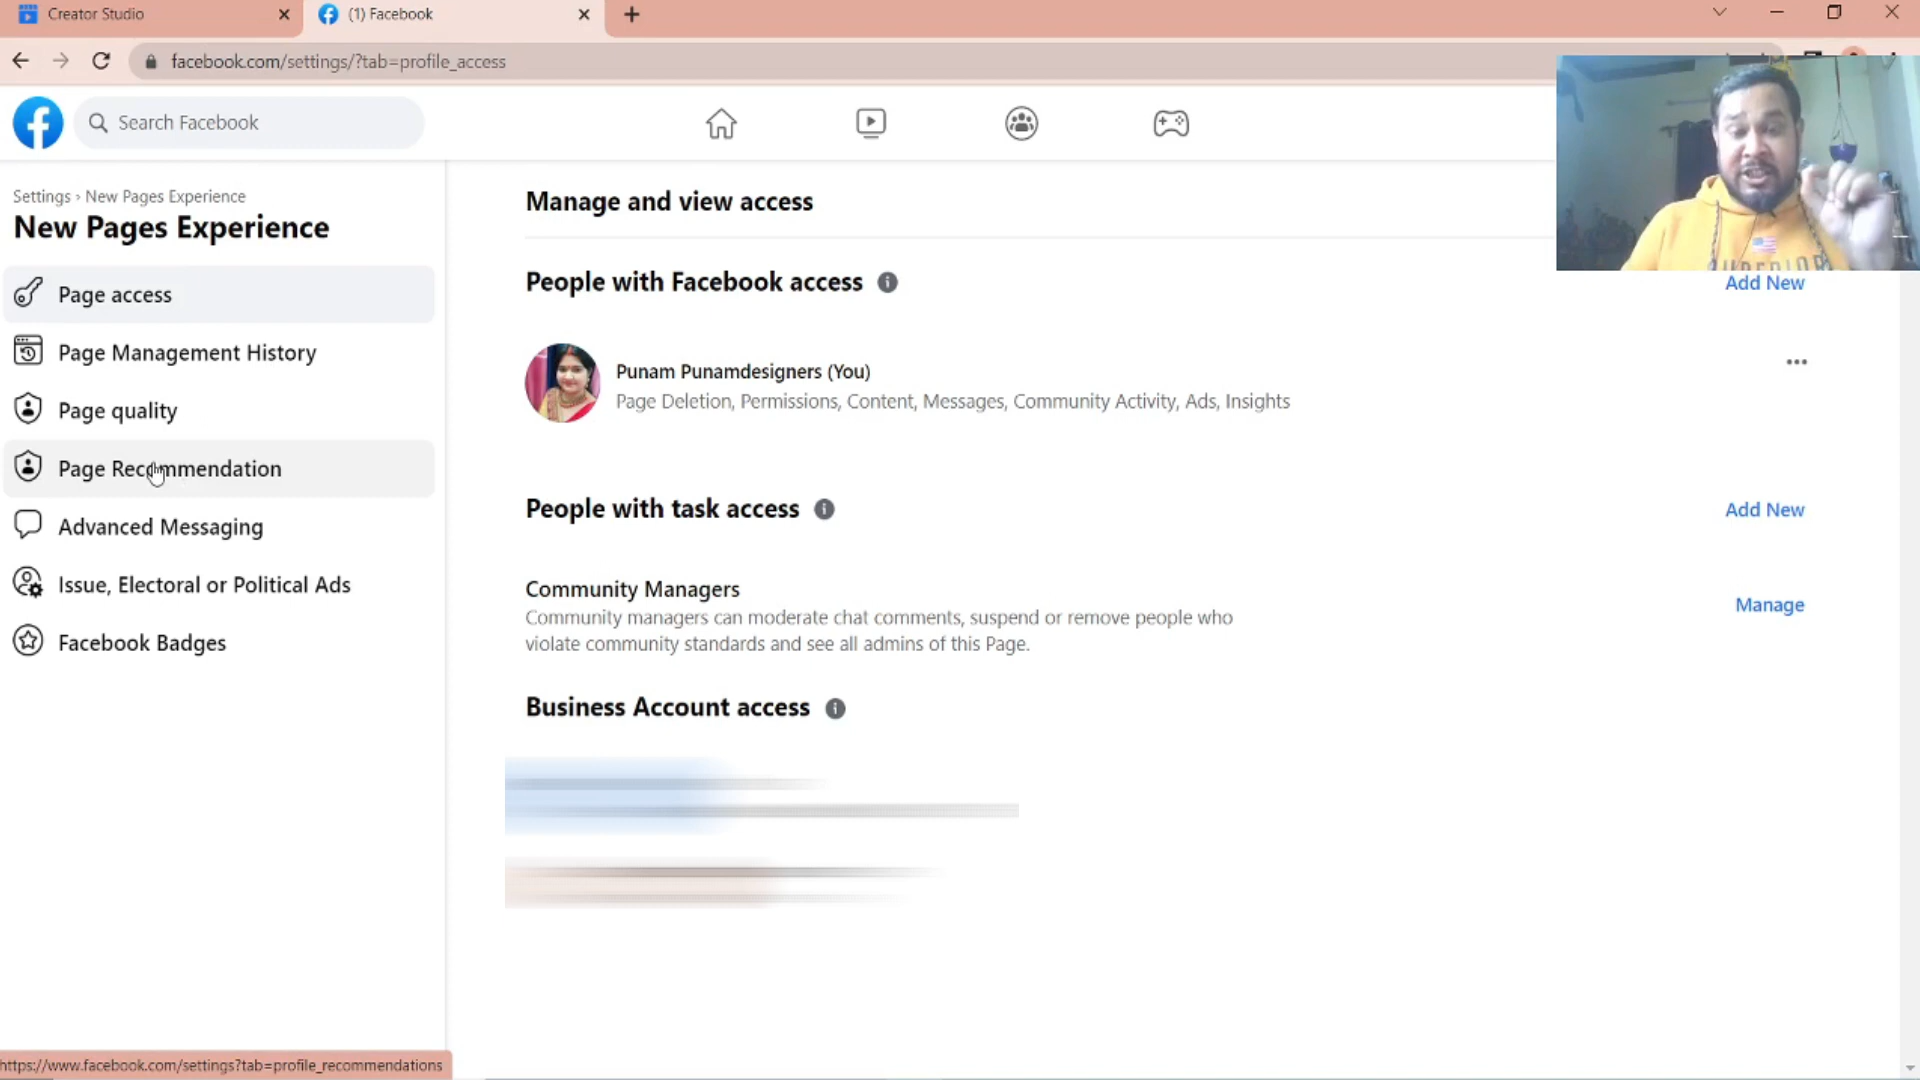 Creator Studio
(1) Facebook
facebook.com/settings/?tab=profile_access
Search Facebook
Settings › New Pages Experience
New Pages Experience
Page access
Page Management History
Page quality
Page Recommendation
Advanced Messaging
Issue, Electoral or Political Ads
Facebook Badges
Manage and view access
People with Facebook access
Add New
Punam Punamdesigners (You)
Page Deletion, Permissions, Content, Messages, Community Activity, Ads, Insights
People with task access
Add New
Community Managers
Community managers can moderate chat comments, suspend or remove people who
violate community standards and see all admins of this Page.
Manage
Business Account access
SUPERIOR
https://www.facebook.com/settings?tab=profile_recommendations